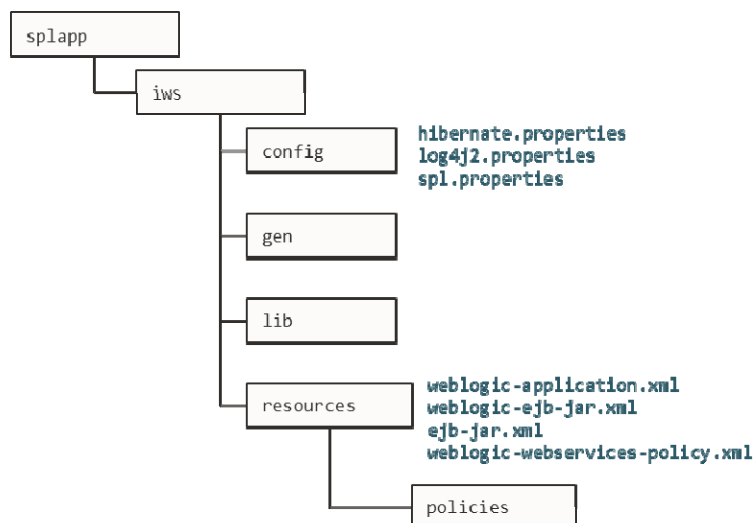 splapp
iws
config
hibernate.properties
log4j2.properties
spl.properties
gen
lib
resources
weblogic-application.xml
weblogic-ejb-jar.xml
ejb-jar.xml
weblogic-webservices-policy.xml
policies